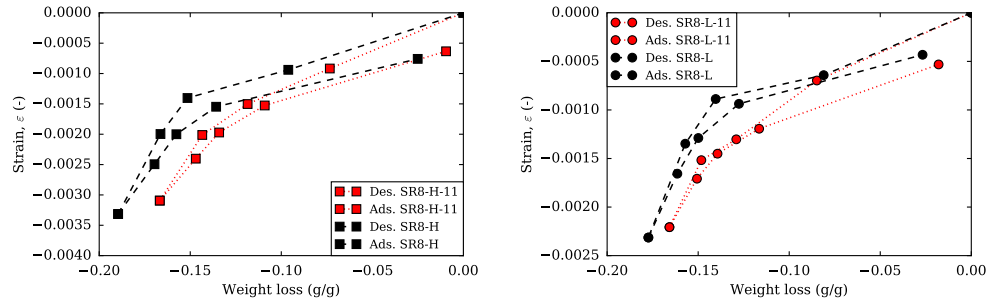 0.0000
−0.0005
−0.0010
−0.0015
−0.0020
−0.0025
−0.0030
−0.0035
−0.0040
Strain, ε (-)
−0.20
−0.15
−0.10
−0.05
0.00
Weight loss (g/g)
Des. SR8-H-11
Ads. SR8-H-11
Des. SR8-H
Ads. SR8-H
0.0000
−0.0005
−0.0010
−0.0015
−0.0020
−0.0025
Strain, ε (-)
−0.20
−0.15
−0.10
−0.05
0.00
Weight loss (g/g)
Des. SR8-L-11
Ads. SR8-L-11
Des. SR8-L
Ads. SR8-L